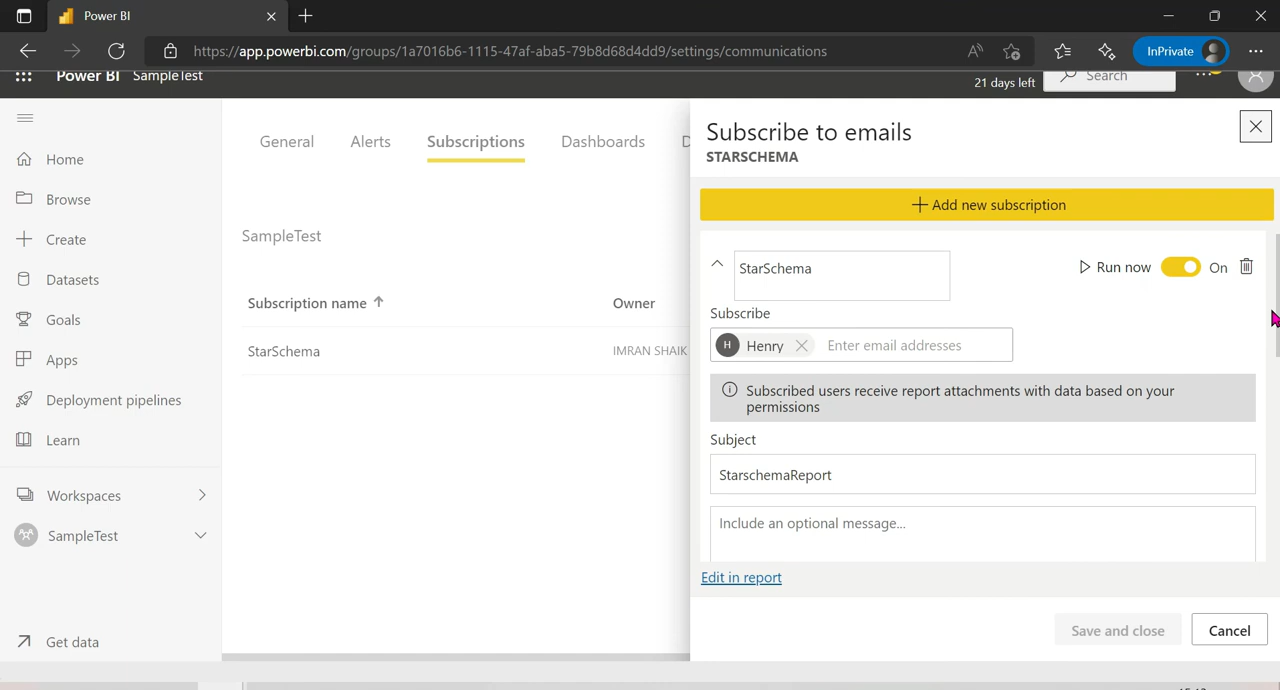 Power BI
https://app.powerbi.com/groups/1a7016b6-1115-47af-aba5-79b8d68d4dd9/settings/communications
InPrivate
Power BI SampleTest
21 days left
Search
Home
Browse
Create
Datasets
Goals
Apps
Deployment pipelines
Learn
Workspaces
SampleTest
Get data
General Alerts Subscriptions Dashboards D
SampleTest
Subscription name Owner
StarSchema IMRAN SHAIK
Subscribe to emails
STARSCHEMA
Add new subscription
StarSchema
Run now On
Subscribe
H Henry Enter email addresses
Subscribed users receive report attachments with data based on your
permissions
Subject
StarschemaReport
Include an optional message...
Edit in report
Save and close Cancel